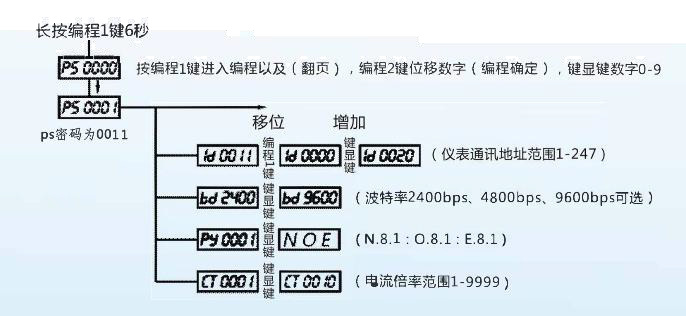 长按编程1键6秒
PS 0000 按编程1键进入编程以及(翻页),编程2键位移数字(编程确定),键显键数字0-9
PS 0001
ps密码为0011
移位 增加
Id 0011 编程1键 Id 0000 键显键 Id 0020 (仪表通讯地址范围1-247)
bd 2400 键显键 bd 9600 (波特率2400bps、4800bps、9600bps可选)
PY 0001 键显键 N O E (N.8.1:O.8.1:E.8.1)
CT 0001 键显键 CT 0010 (电流倍率范围1-9999)